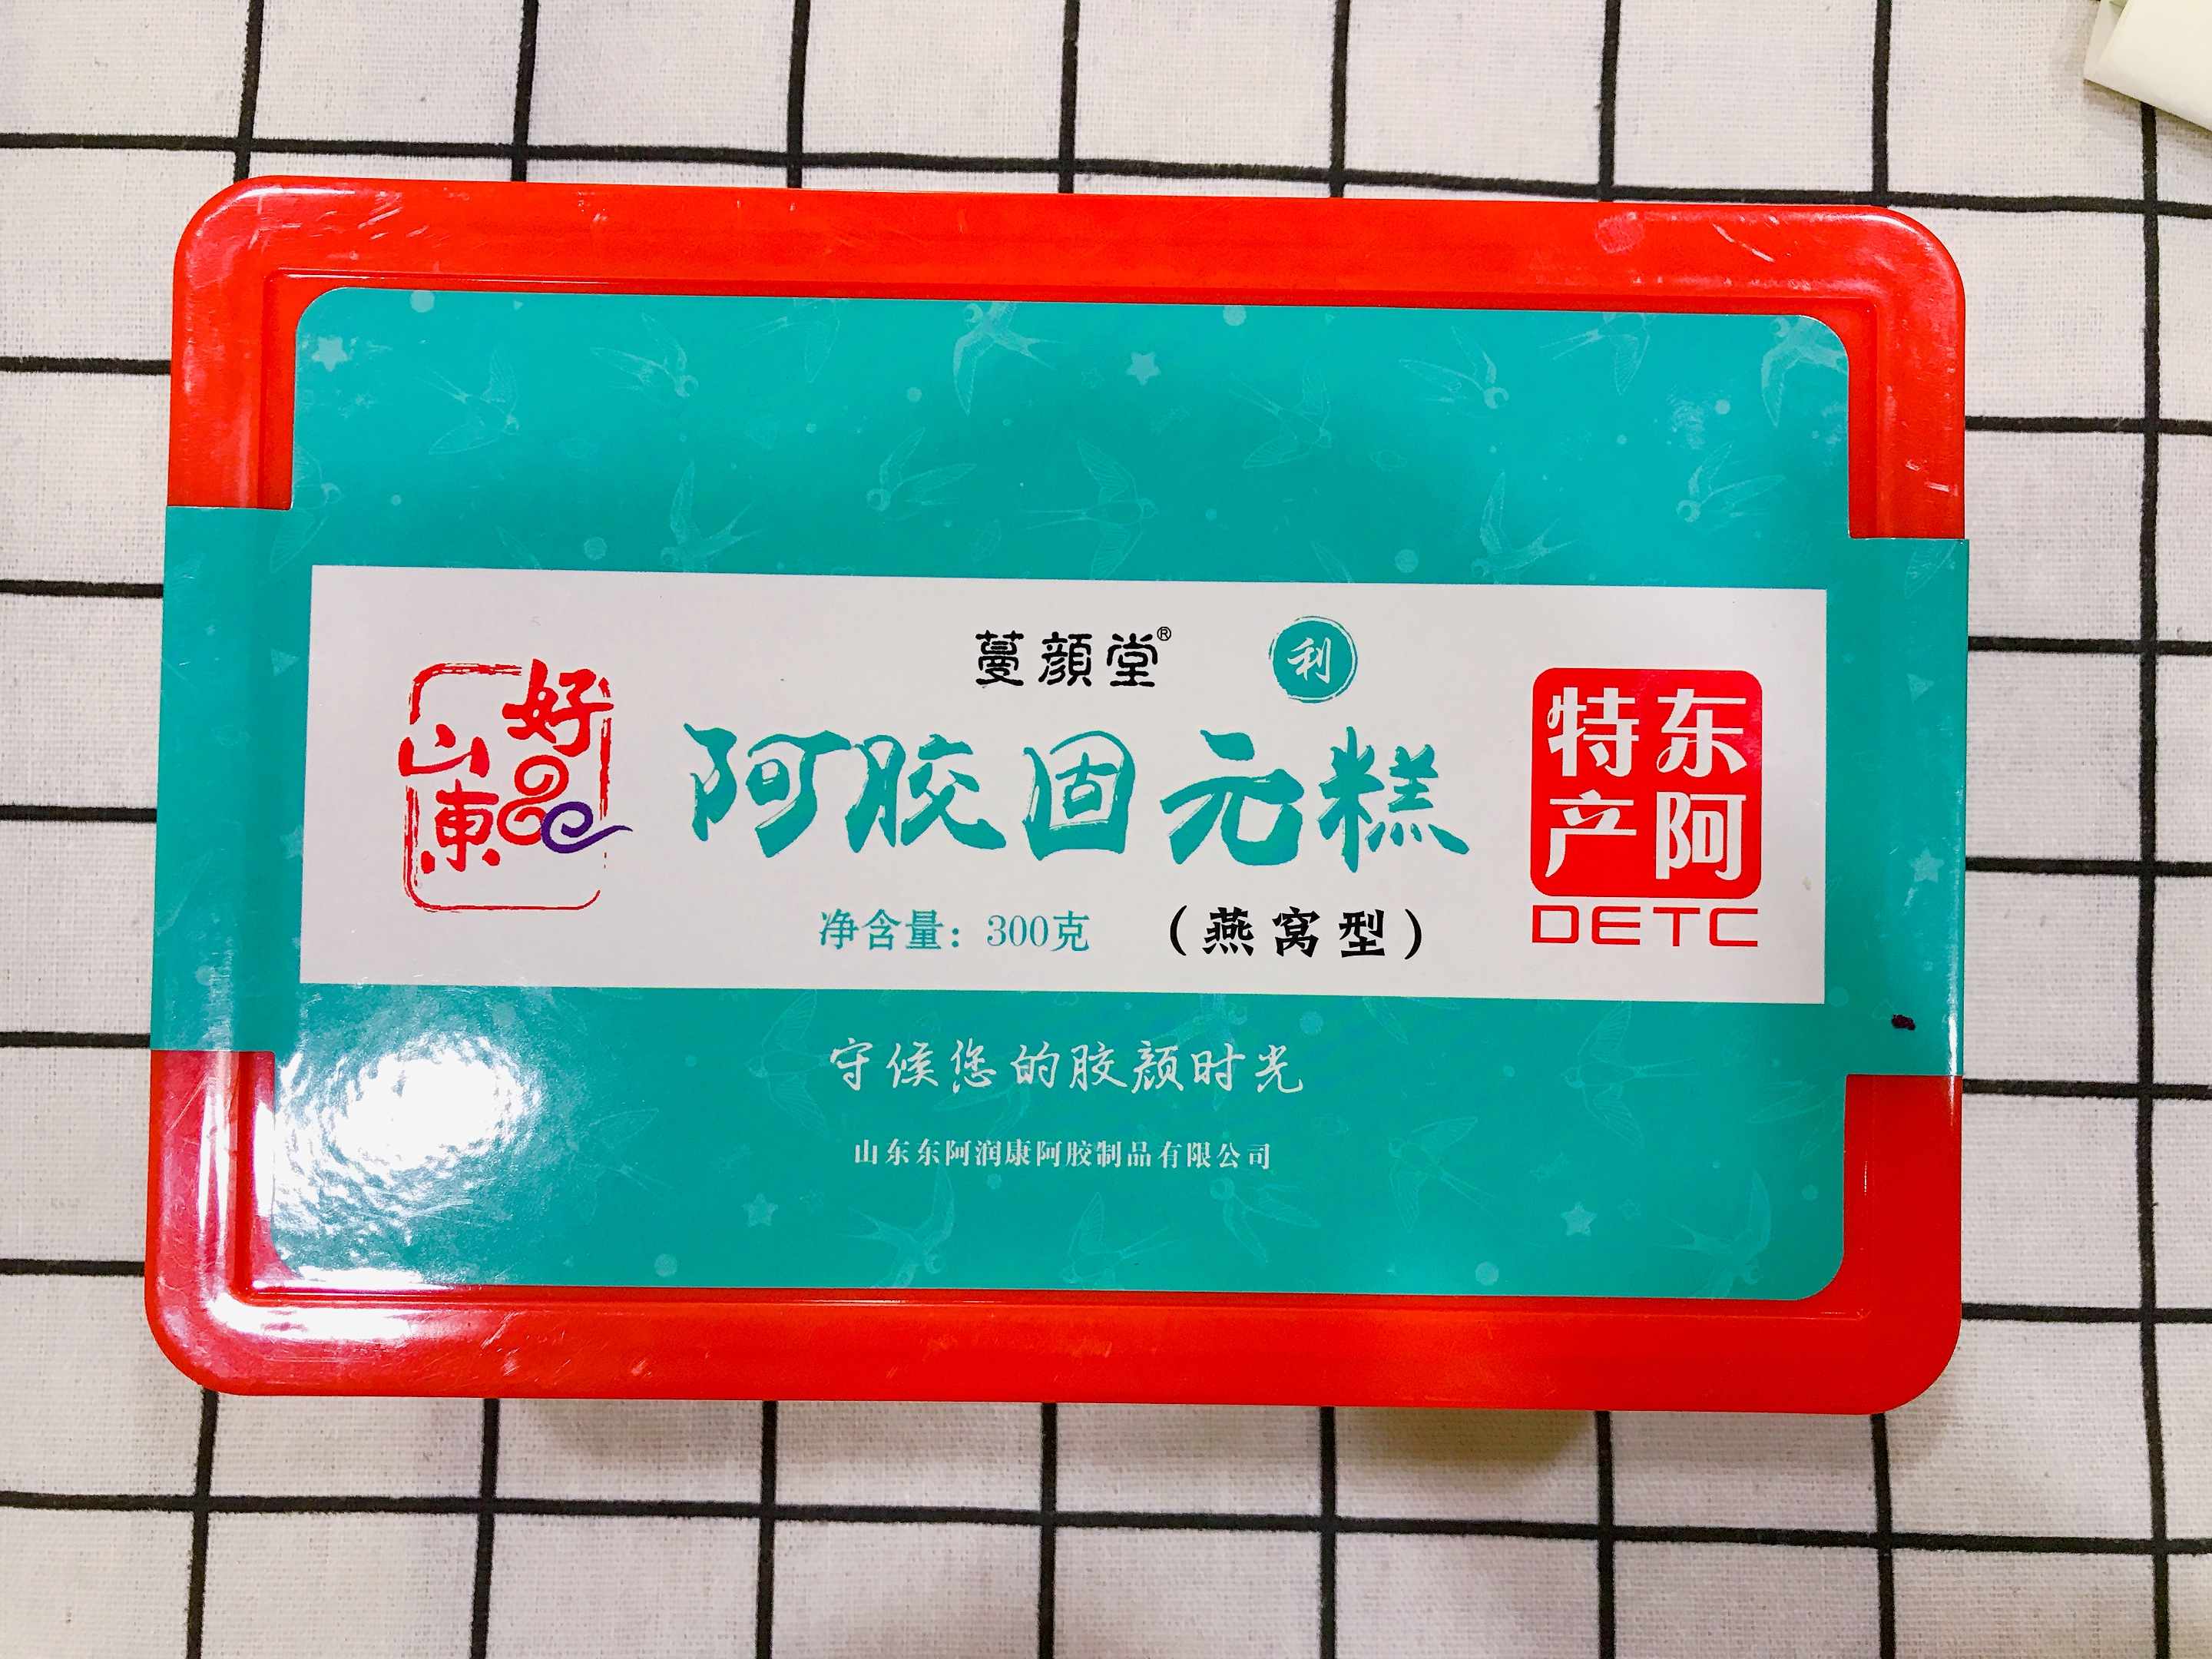 蔓顔堂®
利
好品
山東
阿胶固元糕
东阿
特产
DETC
净含量：300克
（燕窝型）
守候您的胶颜时光
山东东阿润康阿胶制品有限公司